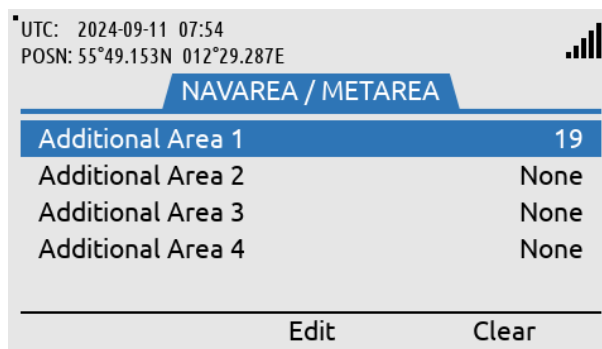 UTC: 2024-09-11 07:54
POSN: 55°49.153N 012°29.287E
NAVAREA / METAREA
Additional Area 1 19
Additional Area 2 None
Additional Area 3 None
Additional Area 4 None
Edit Clear